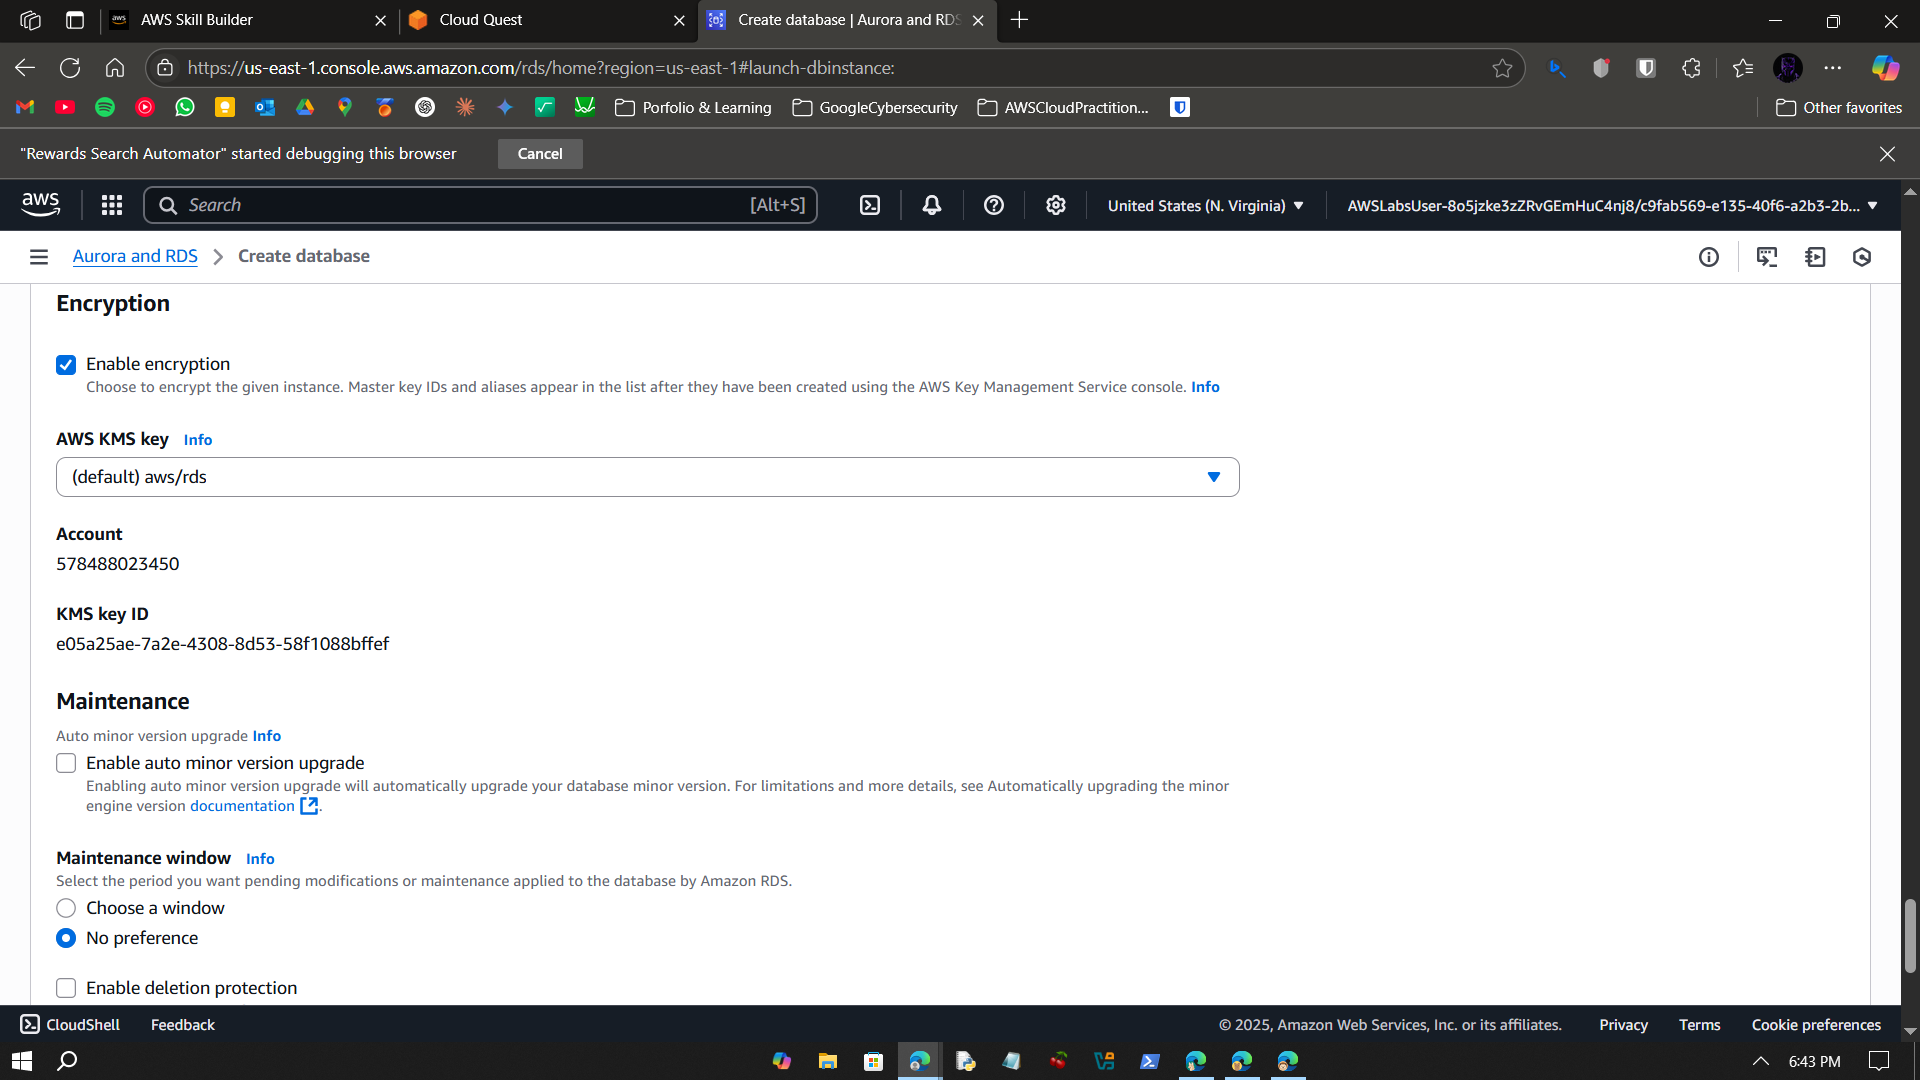 AWS Skill Builder
Cloud Quest
Create database | Aurora and RDS
https://us-east-1.console.aws.amazon.com/rds/home?region=us-east-1#launch-dbinstance:
Porfolio & Learning
GoogleCybersecurity
AWSCloudPractition...
Other favorites
"Rewards Search Automator" started debugging this browser
Cancel
aws
Search
[Alt+S]
United States (N. Virginia)
AWSLabsUser-8o5jzke3zZRvGEmHuC4nj8/c9fab569-e135-40f6-a2b3-2b...
Aurora and RDS
Create database
Encryption
Enable encryption
Choose to encrypt the given instance. Master key IDs and aliases appear in the list after they have been created using the AWS Key Management Service console. Info
AWS KMS key Info
(default) aws/rds
Account
578488023450
KMS key ID
e05a25ae-7a2e-4308-8d53-58f1088bffef
Maintenance
Auto minor version upgrade Info
Enable auto minor version upgrade
Enabling auto minor version upgrade will automatically upgrade your database minor version. For limitations and more details, see Automatically upgrading the minor
engine version documentation.
Maintenance window Info
Select the period you want pending modifications or maintenance applied to the database by Amazon RDS.
Choose a window
No preference
Enable deletion protection
CloudShell
Feedback
© 2025, Amazon Web Services, Inc. or its affiliates.
Privacy
Terms
Cookie preferences
6:43 PM